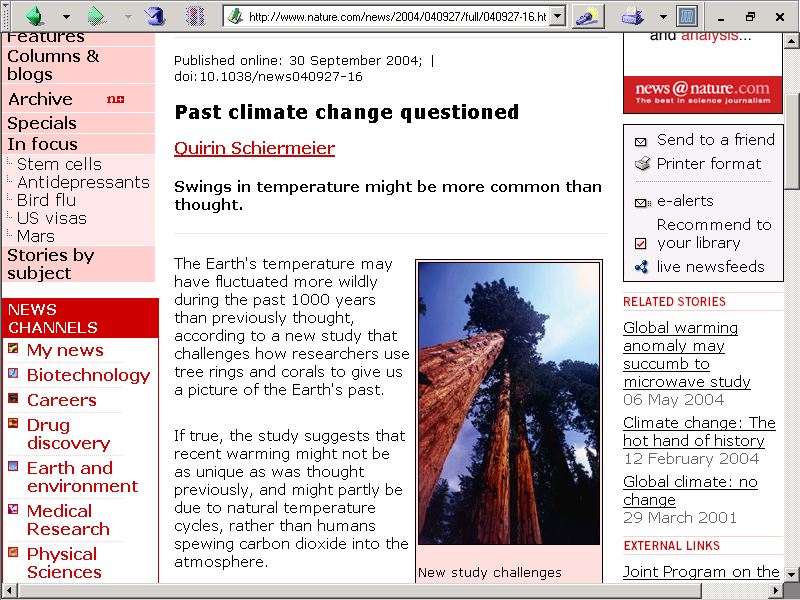 http://www.nature.com/news/2004/040927/full/040927-16.ht
Features
Columns &
blogs
Archive
Specials
In focus
Stem cells
Antidepressants
Bird flu
US visas
Mars
Stories by
subject
NEWS
CHANNELS
My news
Biotechnology
Careers
Drug
discovery
Earth and
environment
Medical
Research
Physical
Sciences
Published online: 30 September 2004; |
doi:10.1038/news040927-16
Past climate change questioned
Quirin Schiermeier
Swings in temperature might be more common than
thought.
The Earth's temperature may
have fluctuated more wildly
during the past 1000 years
than previously thought,
according to a new study that
challenges how researchers use
tree rings and corals to give us
a picture of the Earth's past.
If true, the study suggests that
recent warming might not be
as unique as was thought
previously, and might partly be
due to natural temperature
cycles, rather than humans
spewing carbon dioxide into the
atmosphere.
New study challenges
and analysis...
news@nature.com
The best in science journalism
Send to a friend
Printer format
e-alerts
Recommend to
your library
live newsfeeds
RELATED STORIES
Global warming
anomaly may
succumb to
microwave study
06 May 2004
Climate change: The
hot hand of history
12 February 2004
Global climate: no
change
29 March 2001
EXTERNAL LINKS
Joint Program on the